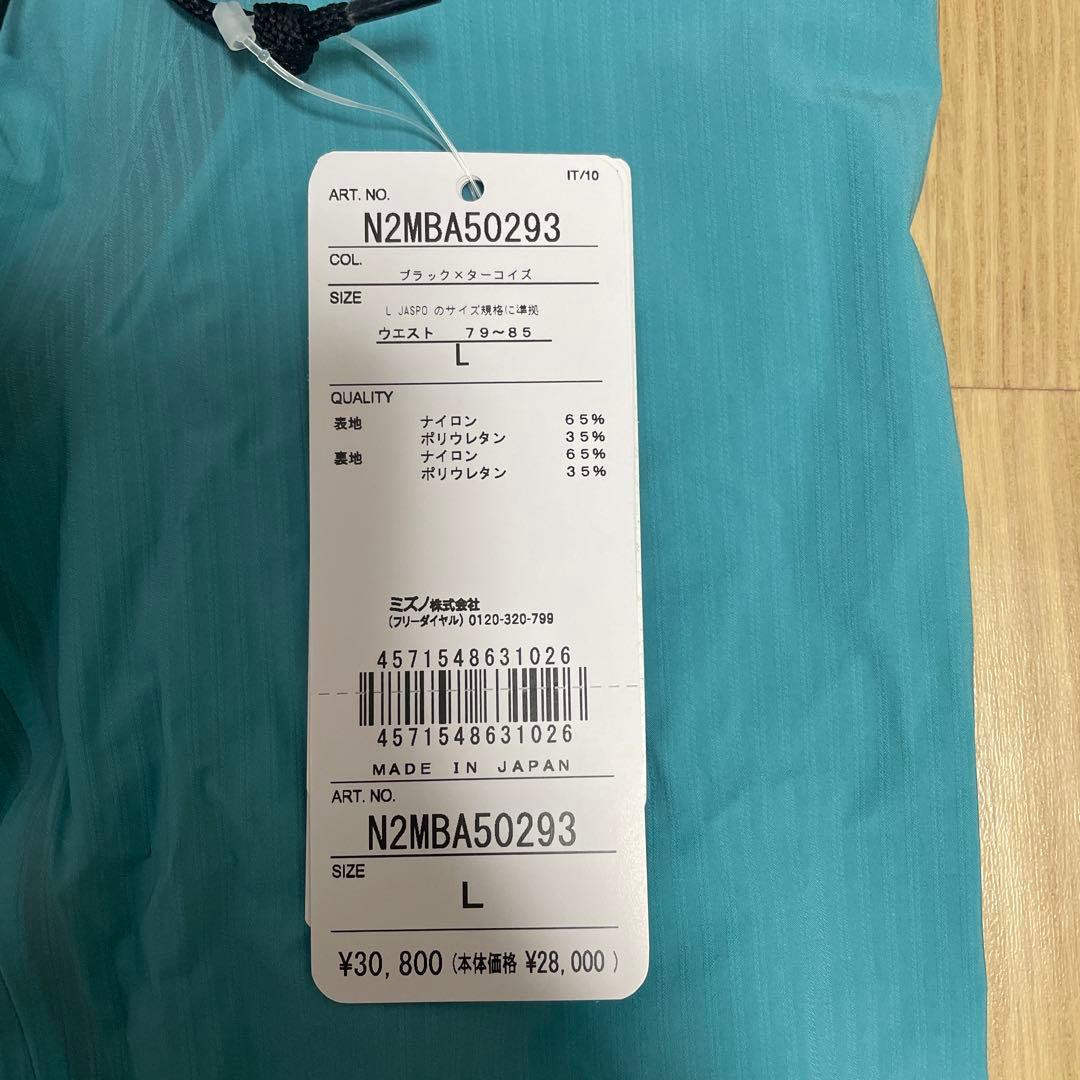 IT/10
ART. NO.
N2MBA50293
COL.
ブラック×ターコイズ
SIZE
L JASPO のサイズ規格に準拠
ウエスト 79～85
L
QUALITY
表地 ナイロン 65%
ポリウレタン 35%
裏地 ナイロン 65%
ポリウレタン 35%
ミズノ株式会社
(フリーダイヤル) 0120-320-799
4571548631026
4571548631026
MADE IN JAPAN
ART. NO.
N2MBA50293
SIZE
L
¥30,800 (本体価格 ¥28,000 )